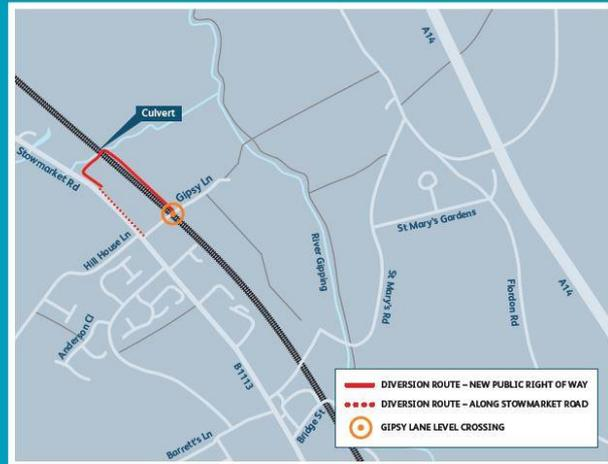 A14
Culvert
Stowmarket Rd
Gipsy Ln
St Mary's Gardens
Hill House Ln
River Gipping
St Mary's Rd
Flordon Rd
A14
Anderson Cl
B1113
Bridge St
Barrett's Ln
DIVERSION ROUTE – NEW PUBLIC RIGHT OF WAY
DIVERSION ROUTE – ALONG STOWMARKET ROAD
GIPSY LANE LEVEL CROSSING